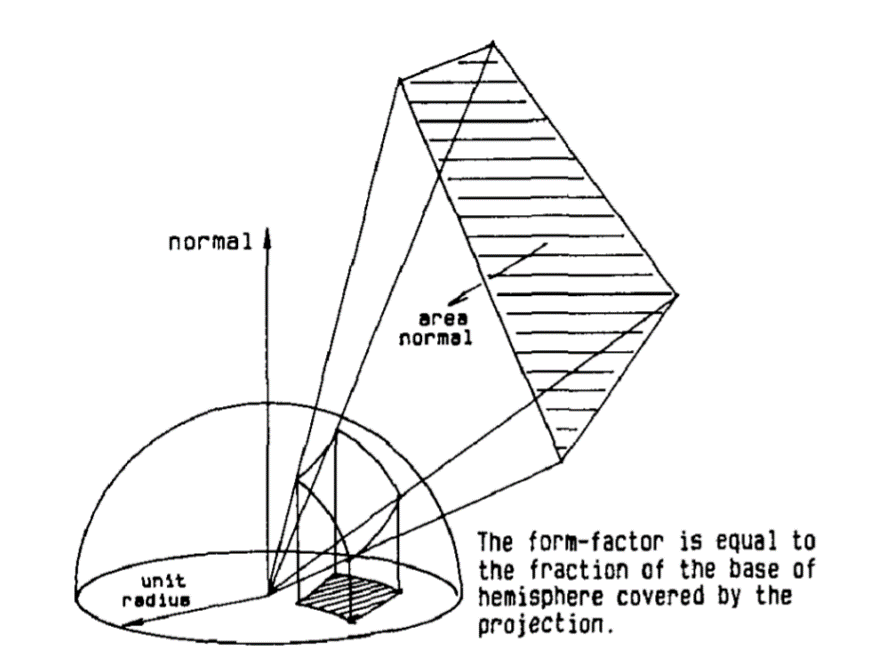 normal
area
normal
unit
radius
The form-factor is equal to
the fraction of the base of
hemisphere covered by the
projection.